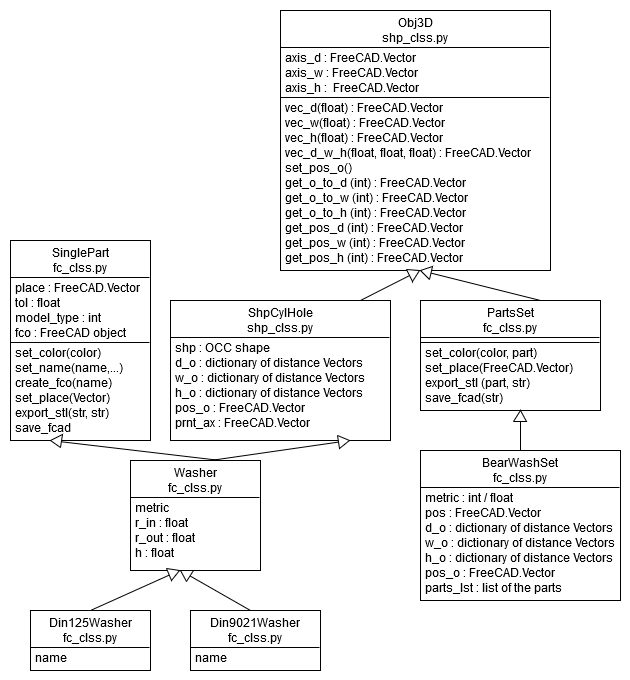 Obj3D
shp_clss.py
axis_d : FreeCAD.Vector
axis_w : FreeCAD.Vector
axis_h : FreeCAD.Vector
vec_d(float) : FreeCAD.Vector
vec_w(float) : FreeCAD.Vector
vec_h(float) : FreeCAD.Vector
vec_d_w_h(float, float, float) : FreeCAD.Vector
set_pos_o()
get_o_to_d (int) : FreeCAD.Vector
get_o_to_w (int) : FreeCAD.Vector
get_o_to_h (int) : FreeCAD.Vector
get_pos_d (int) : FreeCAD.Vector
get_pos_w (int) : FreeCAD.Vector
get_pos_h (int) : FreeCAD.Vector
SinglePart
fc_clss.py
place : FreeCAD.Vector
tol : float
model_type : int
fco : FreeCAD object
set_color(color)
set_name(name,...)
create_fco(name)
set_place(Vector)
export_stl(str, str)
save_fcad
ShpCylHole
shp_clss.py
shp : OCC shape
d_o : dictionary of distance Vectors
w_o : dictionary of distance Vectors
h_o : dictionary of distance Vectors
pos_o : FreeCAD.Vector
prnt_ax : FreeCAD.Vector
PartsSet
fc_clss.py
set_color(color, part)
set_place(FreeCAD.Vector)
export_stl (part, str)
save_fcad(str)
Washer
fc_clss.py
metric
r_in : float
r_out : float
h : float
BearWashSet
fc_clss.py
metric : int / float
pos : FreeCAD.Vector
d_o : dictionary of distance Vectors
w_o : dictionary of distance Vectors
h_o : dictionary of distance Vectors
pos_o : FreeCAD.Vector
parts_lst : list of the parts
Din125Washer
fc_clss.py
name
Din9021Washer
fc_clss.py
name